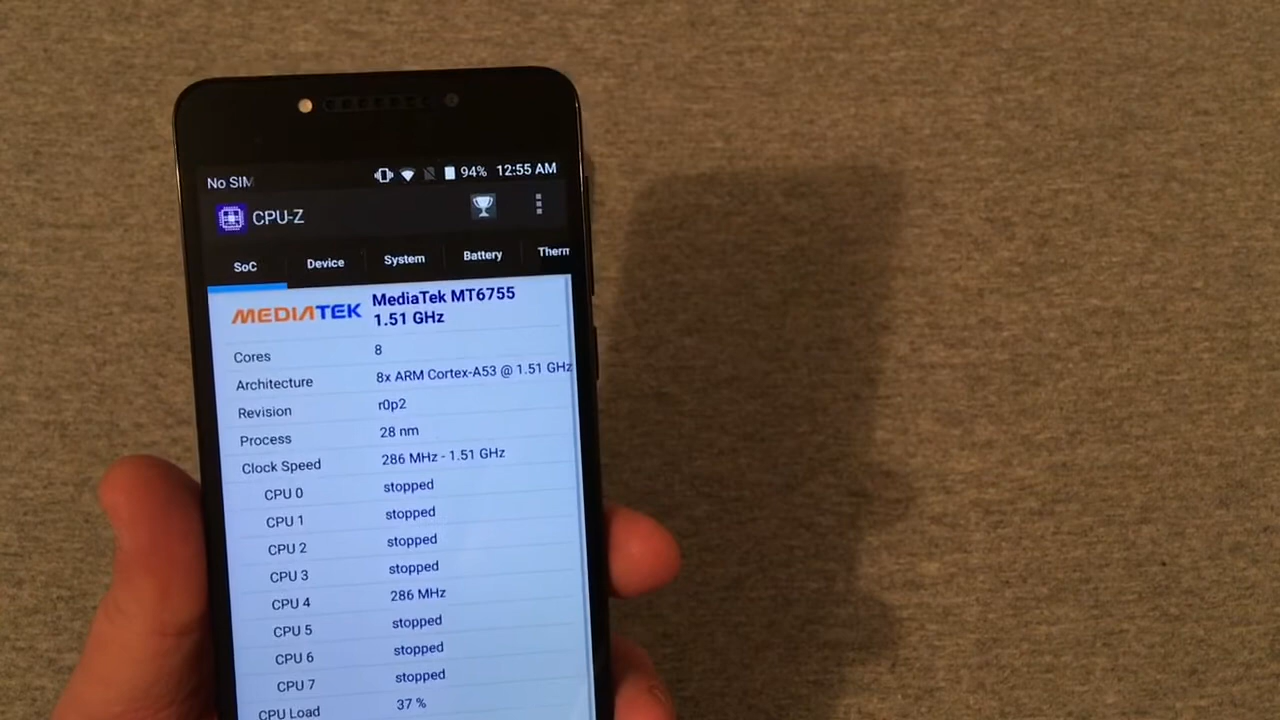 No SIM 94% 12:55 AM
CPU-Z
SoC Device System Battery Therm
MEDIATEK MediaTek MT6755
1.51 GHz
Cores 8
Architecture 8x ARM Cortex-A53 @ 1.51 GHz
Revision r0p2
Process 28 nm
Clock Speed 286 MHz - 1.51 GHz
CPU 0 stopped
CPU 1 stopped
CPU 2 stopped
CPU 3 stopped
CPU 4 286 MHz
CPU 5 stopped
CPU 6 stopped
CPU 7 stopped
CPU Load 37 %